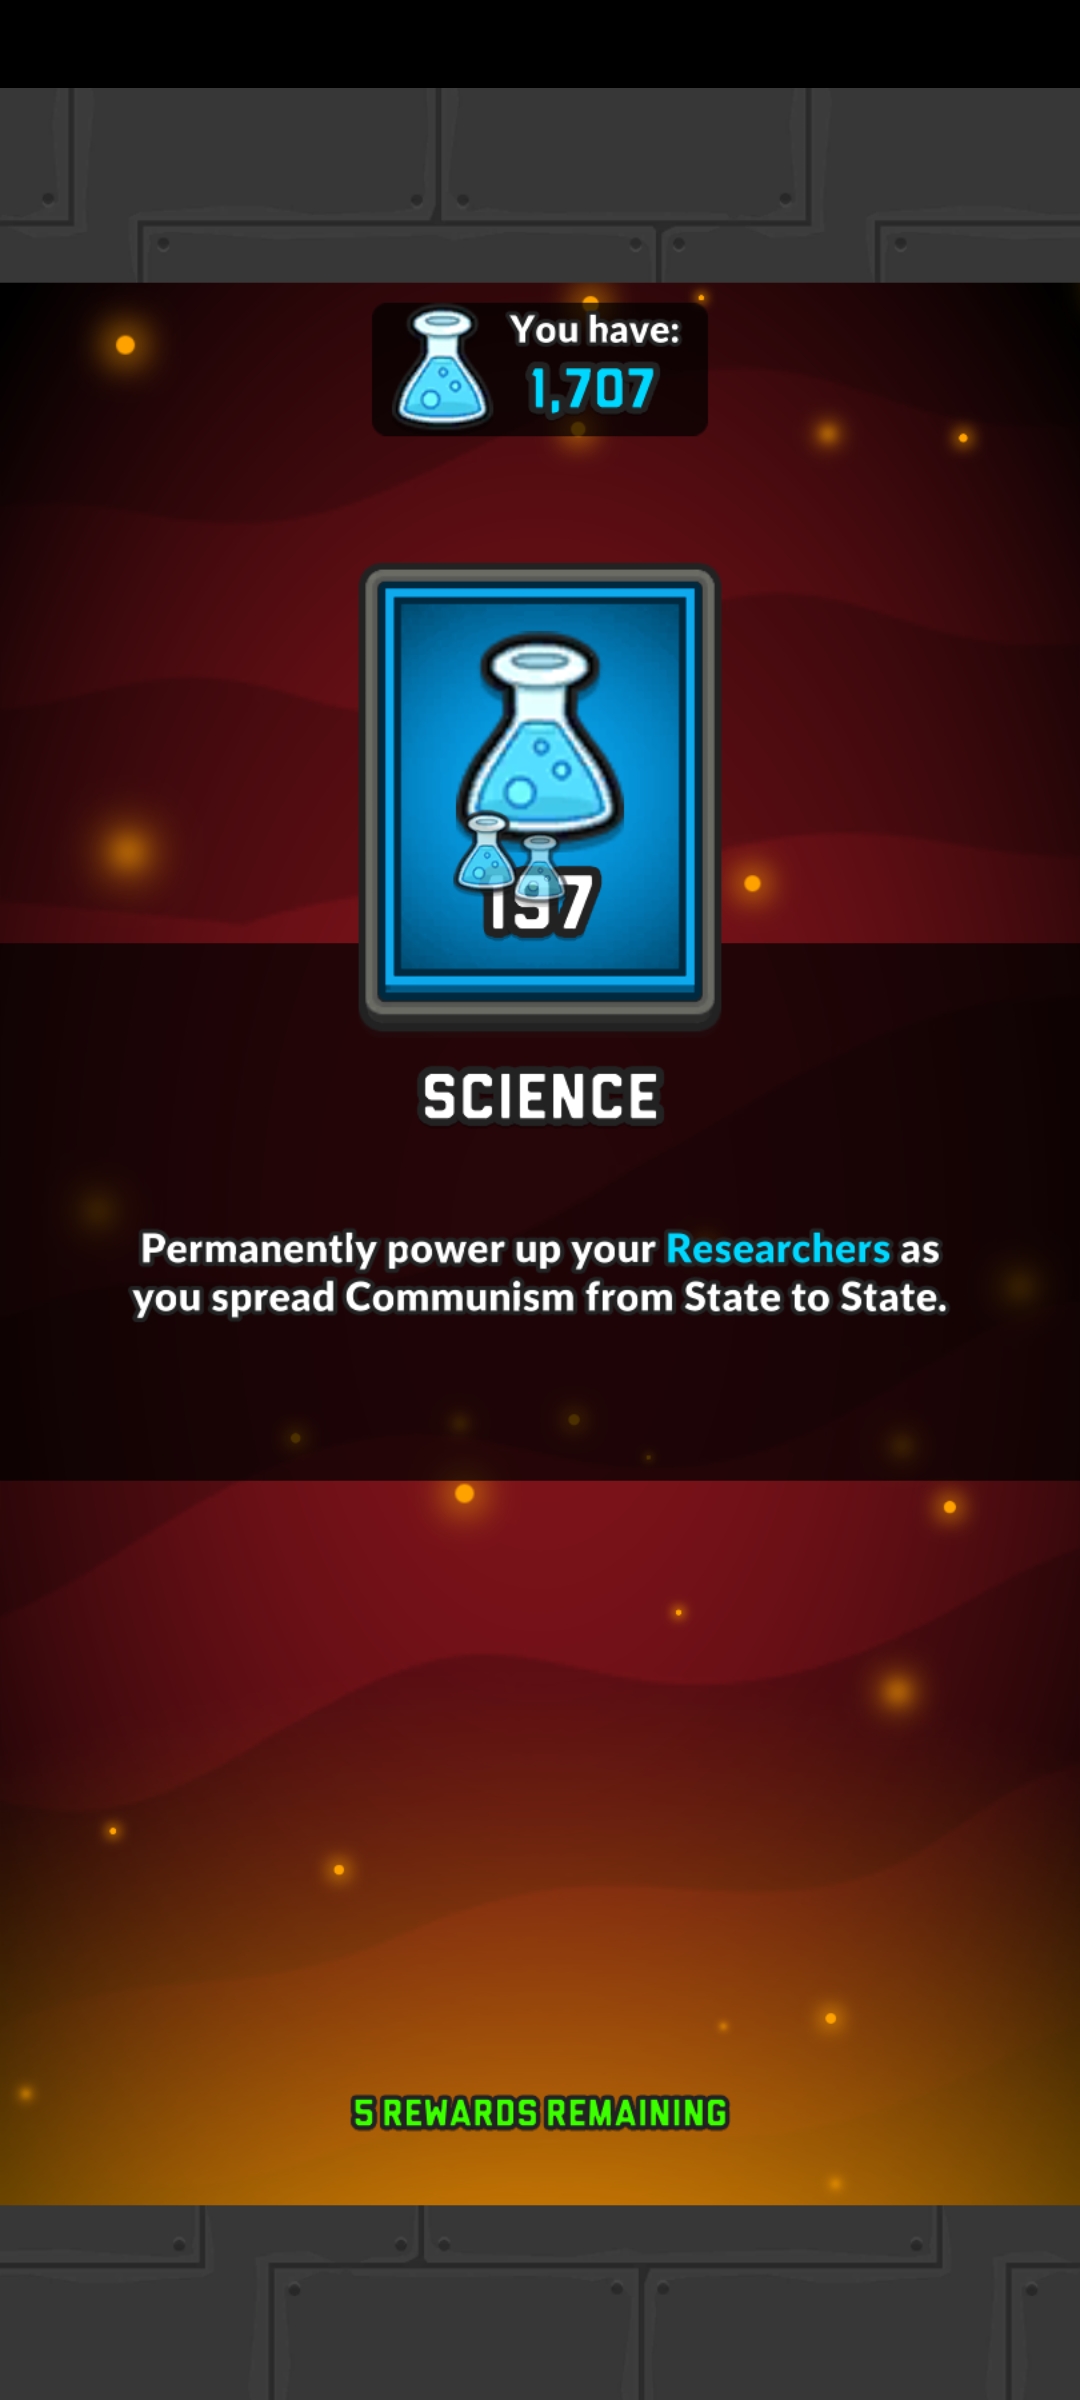 You have:
1,707
SCIENCE
Permanently power up your Researchers as
you spread Communism from State to State.
5 REWARDS REMAINING